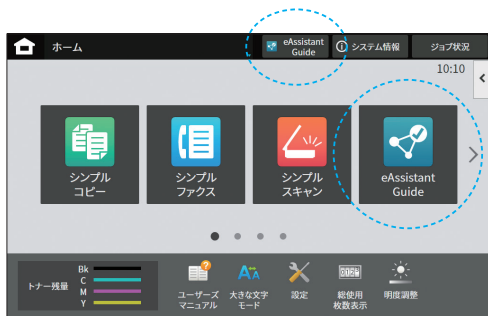 ホーム
eAssistant
Guide
システム情報
ジョブ状況
10:10
シンプル
コピー
シンプル
ファクス
シンプル
スキャン
eAssistant
Guide
トナー残量
Bk
C
M
Y
ユーザーズ
マニュアル
大きな文字
モード
設定
総使用
枚数表示
明度調整